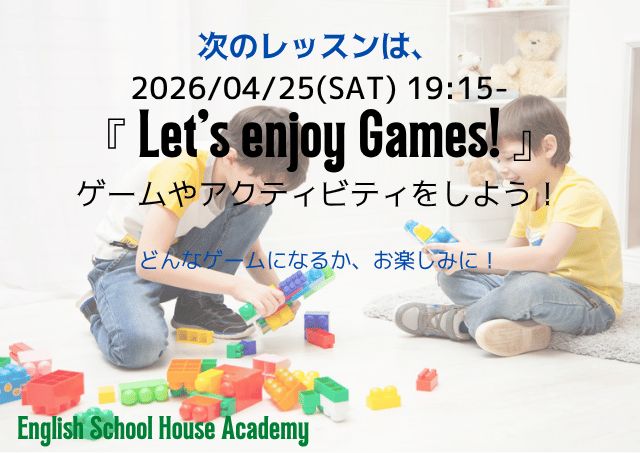 次のレッスンは、
2026/04/25(SAT) 19:15-
『 Let's enjoy Games! 』
ゲームやアクティビティをしよう！
どんなゲームになるか、お楽しみに！
English School House Academy